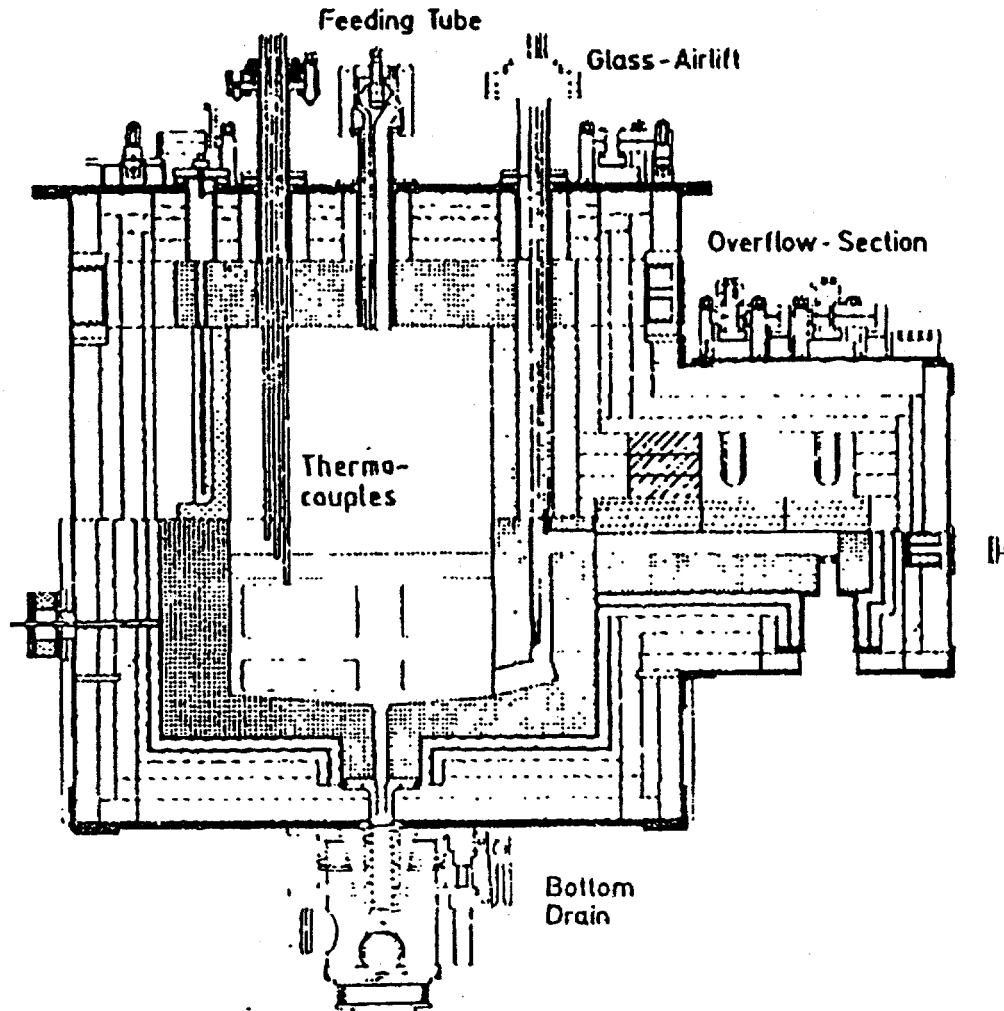 Feeding Tube
Glass-Airlift
Overflow-Section
Thermo-
couples
Bottom
Drain